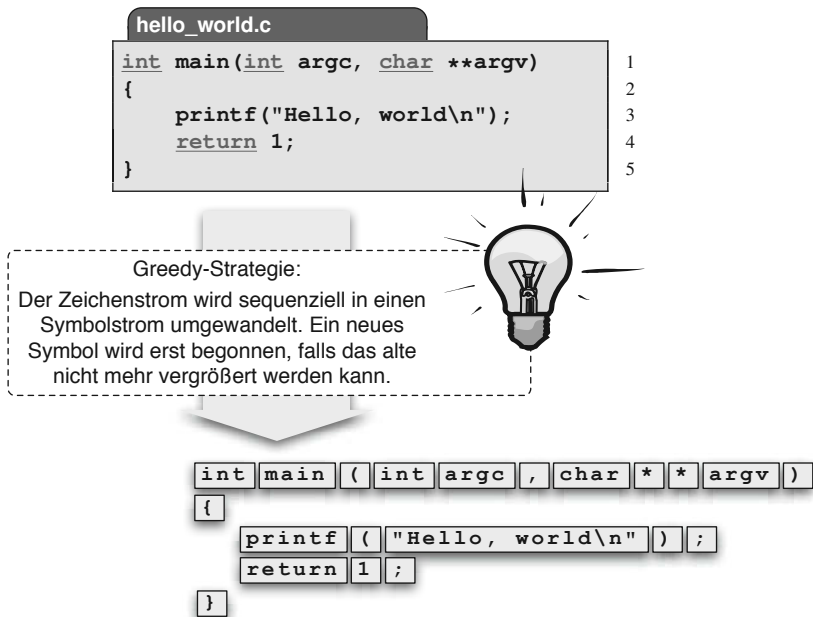 hello_world.c
int main(int argc, char **argv) 1
{ 2
printf("Hello, world\n"); 3
return 1; 4
} 5
Greedy-Strategie:
Der Zeichenstrom wird sequenziell in einen
Symbolstrom umgewandelt. Ein neues
Symbol wird erst begonnen, falls das alte
nicht mehr vergrößert werden kann.
int main ( int argc , char * * argv )
{
printf ( "Hello, world\n" ) ;
return 1 ;
}